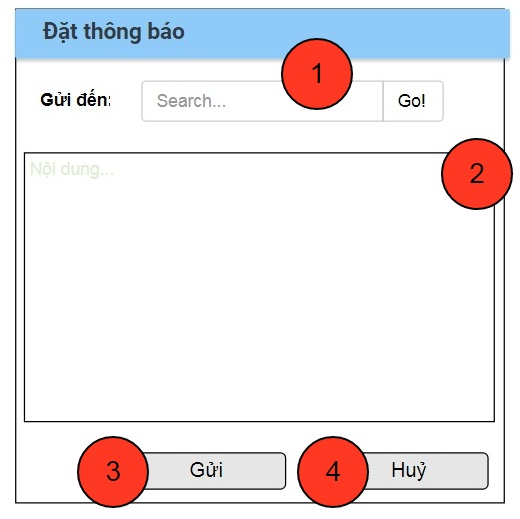 Đặt thông báo
1
Gửi đến:
Search...
Go!
2
Nội dung...
3
Gửi
4
Huỷ